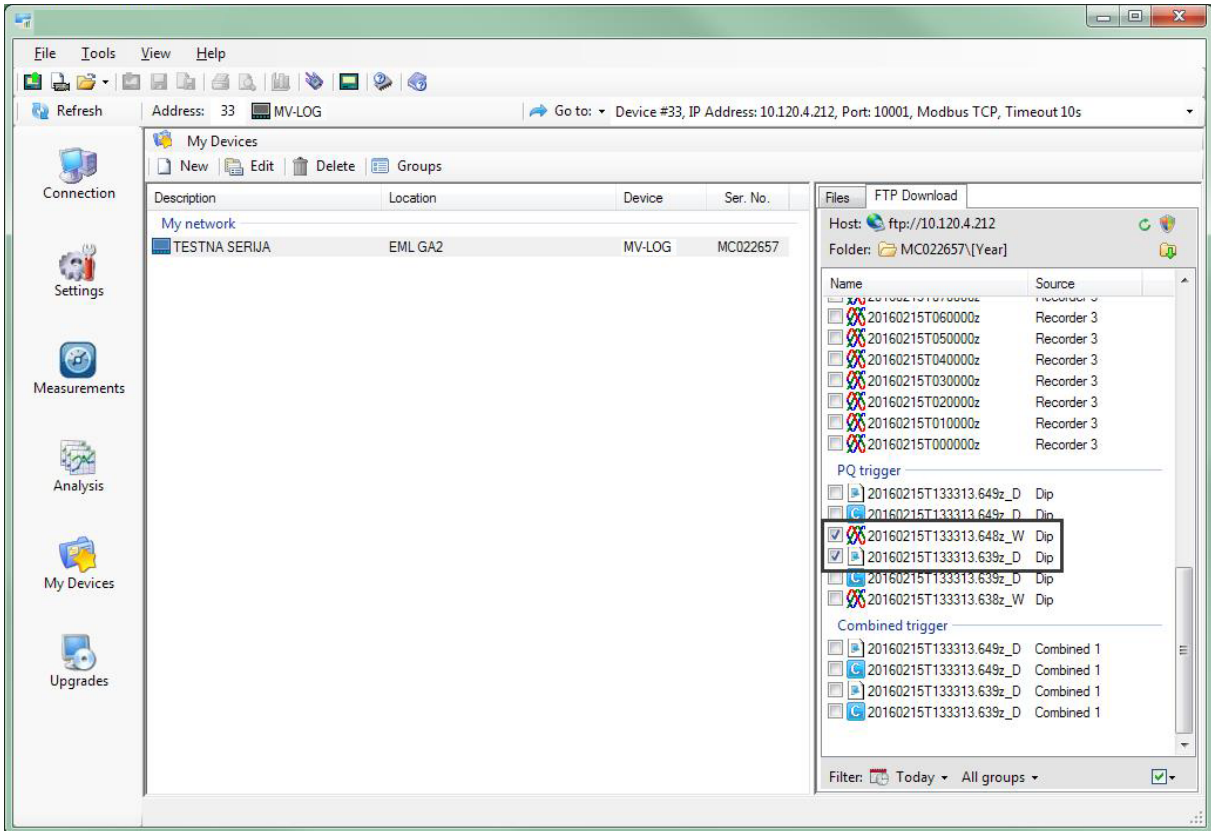 File Tools View Help
Refresh Address: 33 MV-LOG Go to: Device #33, IP Address: 10.120.4.212, Port: 10001, Modbus TCP, Timeout 10s
Connection
Settings
Measurements
Analysis
My Devices
Upgrades
My Devices
New Edit Delete Groups
Description Location Device Ser. No.
My network
TESTNA SERIJA EML GA2 MV-LOG MC022657
Files FTP Download
Host: ftp://10.120.4.212
Folder: MC022657\[Year]
Name Source
20160215T060000z Recorder 3
20160215T050000z Recorder 3
20160215T040000z Recorder 3
20160215T030000z Recorder 3
20160215T020000z Recorder 3
20160215T010000z Recorder 3
20160215T000000z Recorder 3
PQ trigger
20160215T133313.649z_D Dip
20160215T133313.649z_D Dip
20160215T133313.648z_W Dip
20160215T133313.639z_D Dip
20160215T133313.639z_D Dip
20160215T133313.638z_W Dip
Combined trigger
20160215T133313.649z_D Combined 1
20160215T133313.649z_D Combined 1
20160215T133313.639z_D Combined 1
20160215T133313.639z_D Combined 1
Filter: Today All groups